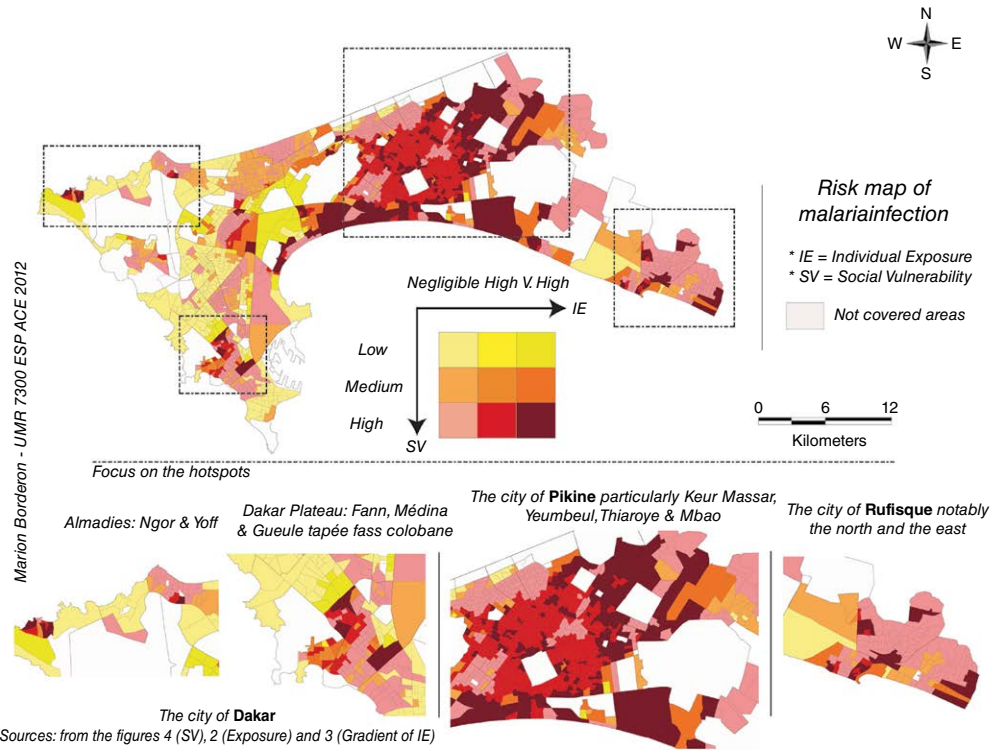 N
W E
S
Risk map of
malariainfection
* IE = Individual Exposure
* SV = Social Vulnerability
Not covered areas
Negligible High V. High
IE
Low
Medium
High
SV
0 6 12
Kilometers
Marion Borderon - UMR 7300 ESP ACE 2012
Focus on the hotspots
Almadies: Ngor & Yoff
Dakar Plateau: Fann, Médina
& Gueule tapée fass colobane
The city of Pikine particularly Keur Massar,
Yeumbeul,Thiaroye & Mbao
The city of Rufisque notably
the north and the east
The city of Dakar
Sources: from the figures 4 (SV), 2 (Exposure) and 3 (Gradient of IE)